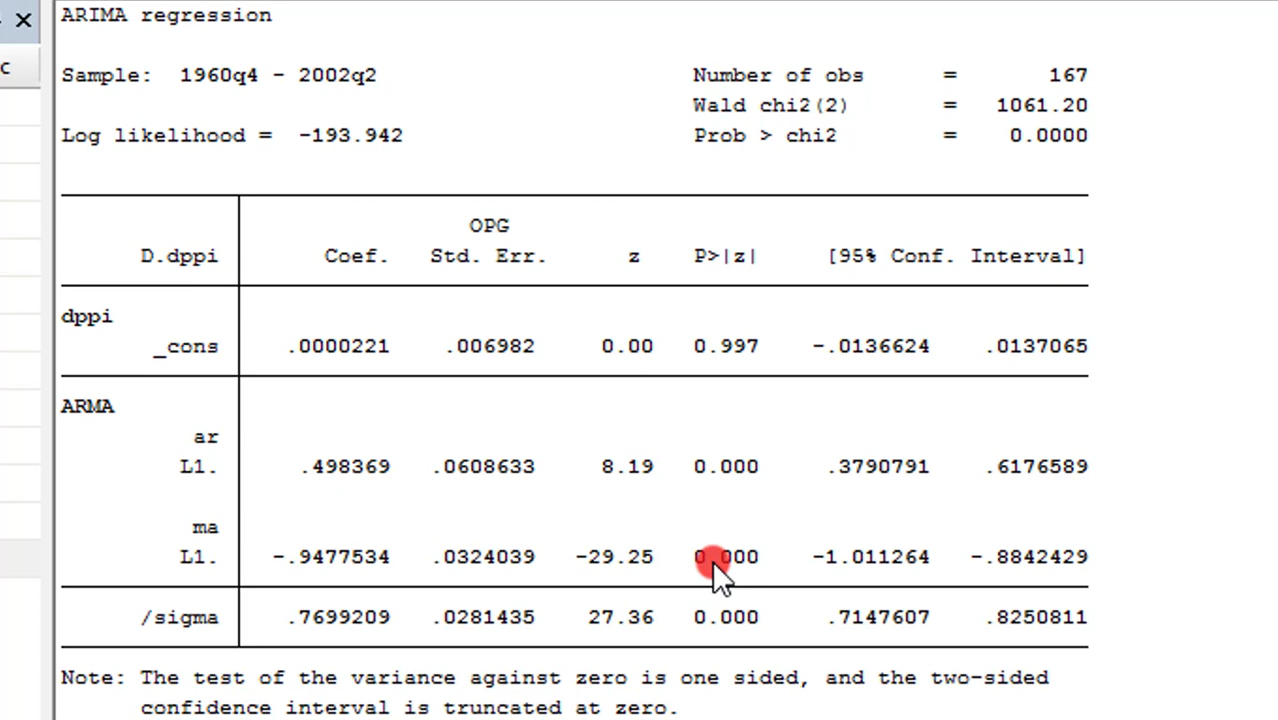 ARIMA regression
c
Sample:  1960q4 - 2002q2 Number of obs = 167
Wald chi2(2) = 1061.20
Log likelihood = -193.942 Prob > chi2 = 0.0000
OPG
D.dppi Coef. Std. Err. z P>|z| [95% Conf. Interval]
dppi
_cons .0000221 .006982 0.00 0.997 -.0136624 .0137065
ARMA
ar
L1. .498369 .0608633 8.19 0.000 .3790791 .6176589
ma
L1. -.9477534 .0324039 -29.25 0.000 -1.011264 -.8842429
/sigma .7699209 .0281435 27.36 0.000 .7147607 .8250811
Note: The test of the variance against zero is one sided, and the two-sided
confidence interval is truncated at zero.